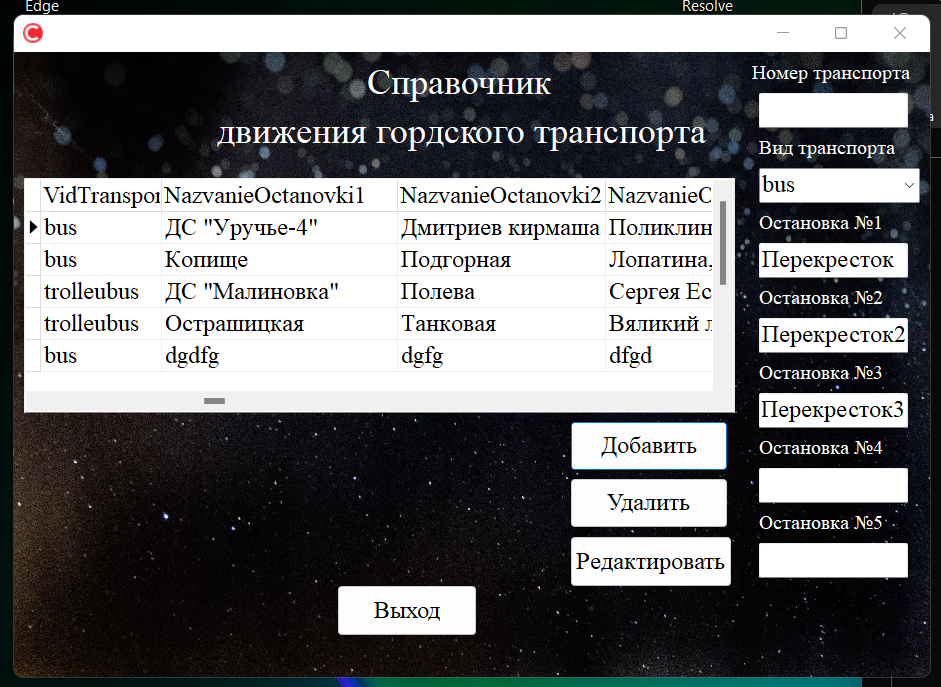 Edge
Resolve
Справочник
движения гордского транспорта
VidTranspor NazvanieOctanovki1 NazvanieOctanovki2 NazvanieO
bus ДС "Уручье-4" Дмитриев кирмаша Поликлин
bus Копище Подгорная Лопатина,
trolleubus ДС "Малиновка" Полева Сергея Ес
trolleubus Острашицкая Танковая Вяликий л
bus dgdfg dgfg dfgd
Добавить
Удалить
Редактировать
Выход
Номер транспорта
Вид транспорта
bus
Остановка №1
Перекресток
Остановка №2
Перекресток2
Остановка №3
Перекресток3
Остановка №4
Остановка №5